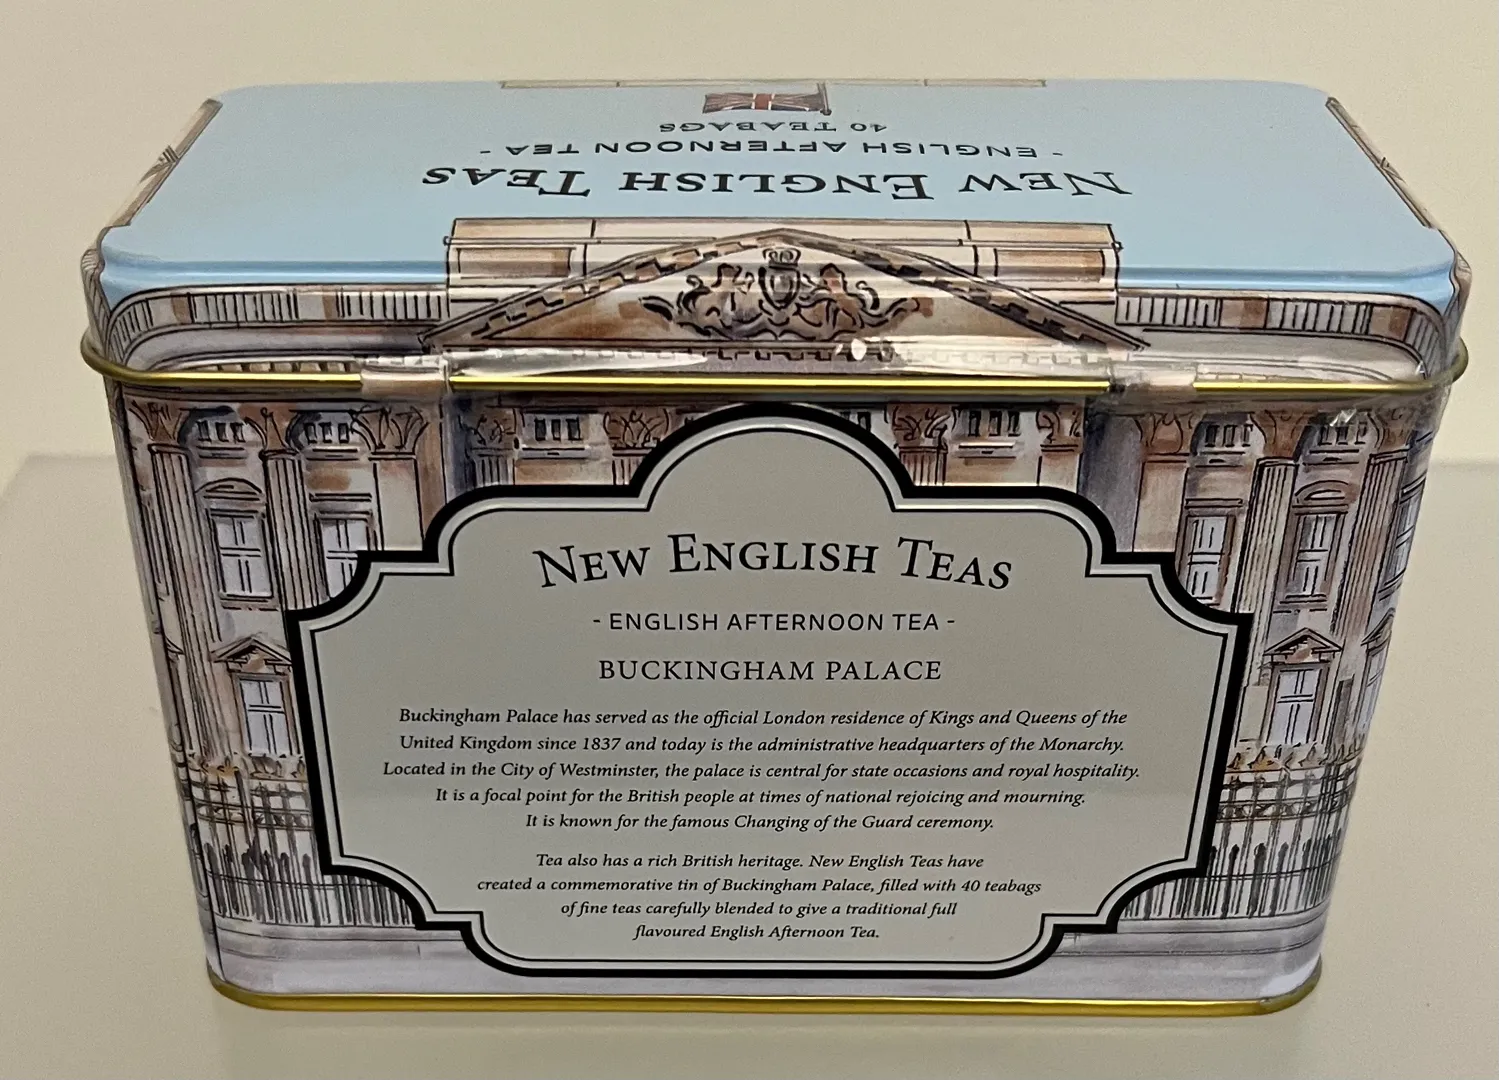 40 TEABAGS
- ENGLISH AFTERNOON TEA -
NEW ENGLISH TEAS
NEW ENGLISH TEAS
- ENGLISH AFTERNOON TEA -
BUCKINGHAM PALACE
Buckingham Palace has served as the official London residence of Kings and Queens of the
United Kingdom since 1837 and today is the administrative headquarters of the Monarchy.
Located in the City of Westminster, the palace is central for state occasions and royal hospitality.
It is a focal point for the British people at times of national rejoicing and mourning.
It is known for the famous Changing of the Guard ceremony.
Tea also has a rich British heritage. New English Teas have
created a commemorative tin of Buckingham Palace, filled with 40 teabags
of fine teas carefully blended to give a traditional full
flavoured English Afternoon Tea.